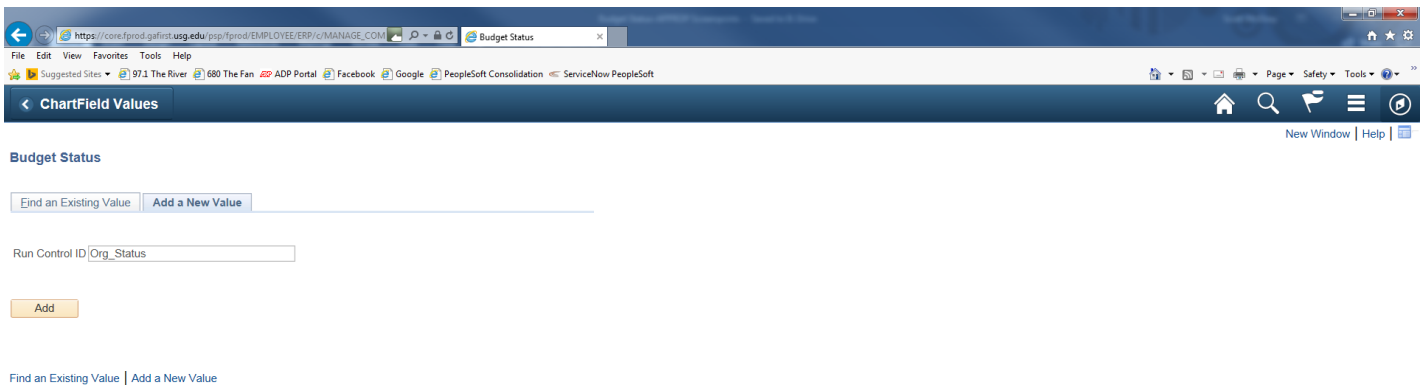 https://core.fprod.gafirst.usg.edu/psp/fprod/EMPLOYEE/ERP/c/MANAGE_COM
Budget Status
File Edit View Favorites Tools Help
Suggested Sites 97.1 The River 680 The Fan ADP Portal Facebook Google PeopleSoft Consolidation ServiceNow PeopleSoft
Page Safety Tools
ChartField Values
New Window | Help |
Budget Status
Find an Existing Value Add a New Value
Run Control ID Org_Status
Add
Find an Existing Value | Add a New Value